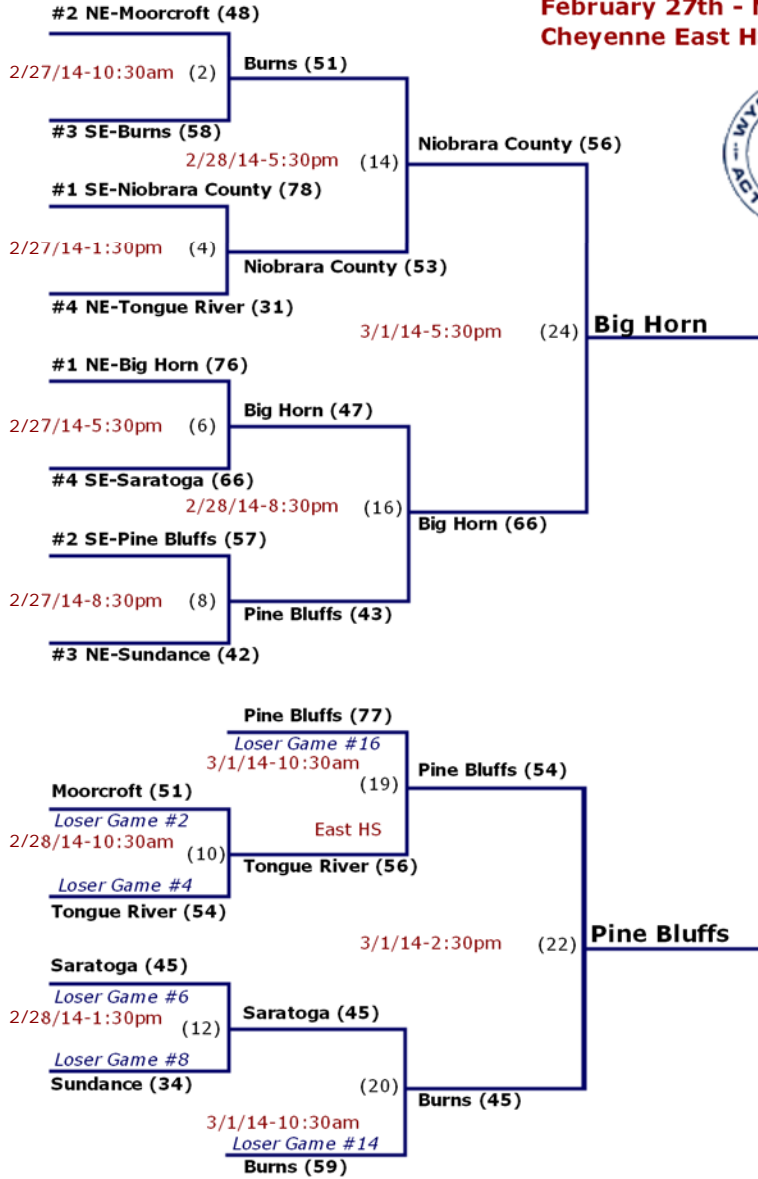 #2 NE-Moorcroft (48)
February 27th -
Cheyenne East H
2/27/14-10:30am (2)
Burns (51)
#3 SE-Burns (58)
2/28/14-5:30pm (14)
Niobrara County (56)
#1 SE-Niobrara County (78)
2/27/14-1:30pm (4)
Niobrara County (53)
#4 NE-Tongue River (31)
3/1/14-5:30pm (24)
Big Horn
#1 NE-Big Horn (76)
2/27/14-5:30pm (6)
Big Horn (47)
#4 SE-Saratoga (66)
2/28/14-8:30pm (16)
Big Horn (66)
#2 SE-Pine Bluffs (57)
2/27/14-8:30pm (8)
Pine Bluffs (43)
#3 NE-Sundance (42)
Pine Bluffs (77)
Loser Game #16
3/1/14-10:30am
(19)
Pine Bluffs (54)
Moorcroft (51)
Loser Game #2
2/28/14-10:30am
(10)
East HS
Tongue River (56)
Loser Game #4
Tongue River (54)
3/1/14-2:30pm (22)
Pine Bluffs
Saratoga (45)
Loser Game #6
2/28/14-1:30pm
(12)
Saratoga (45)
Loser Game #8
Sundance (34)
(20)
Burns (45)
3/1/14-10:30am
Loser Game #14
Burns (59)